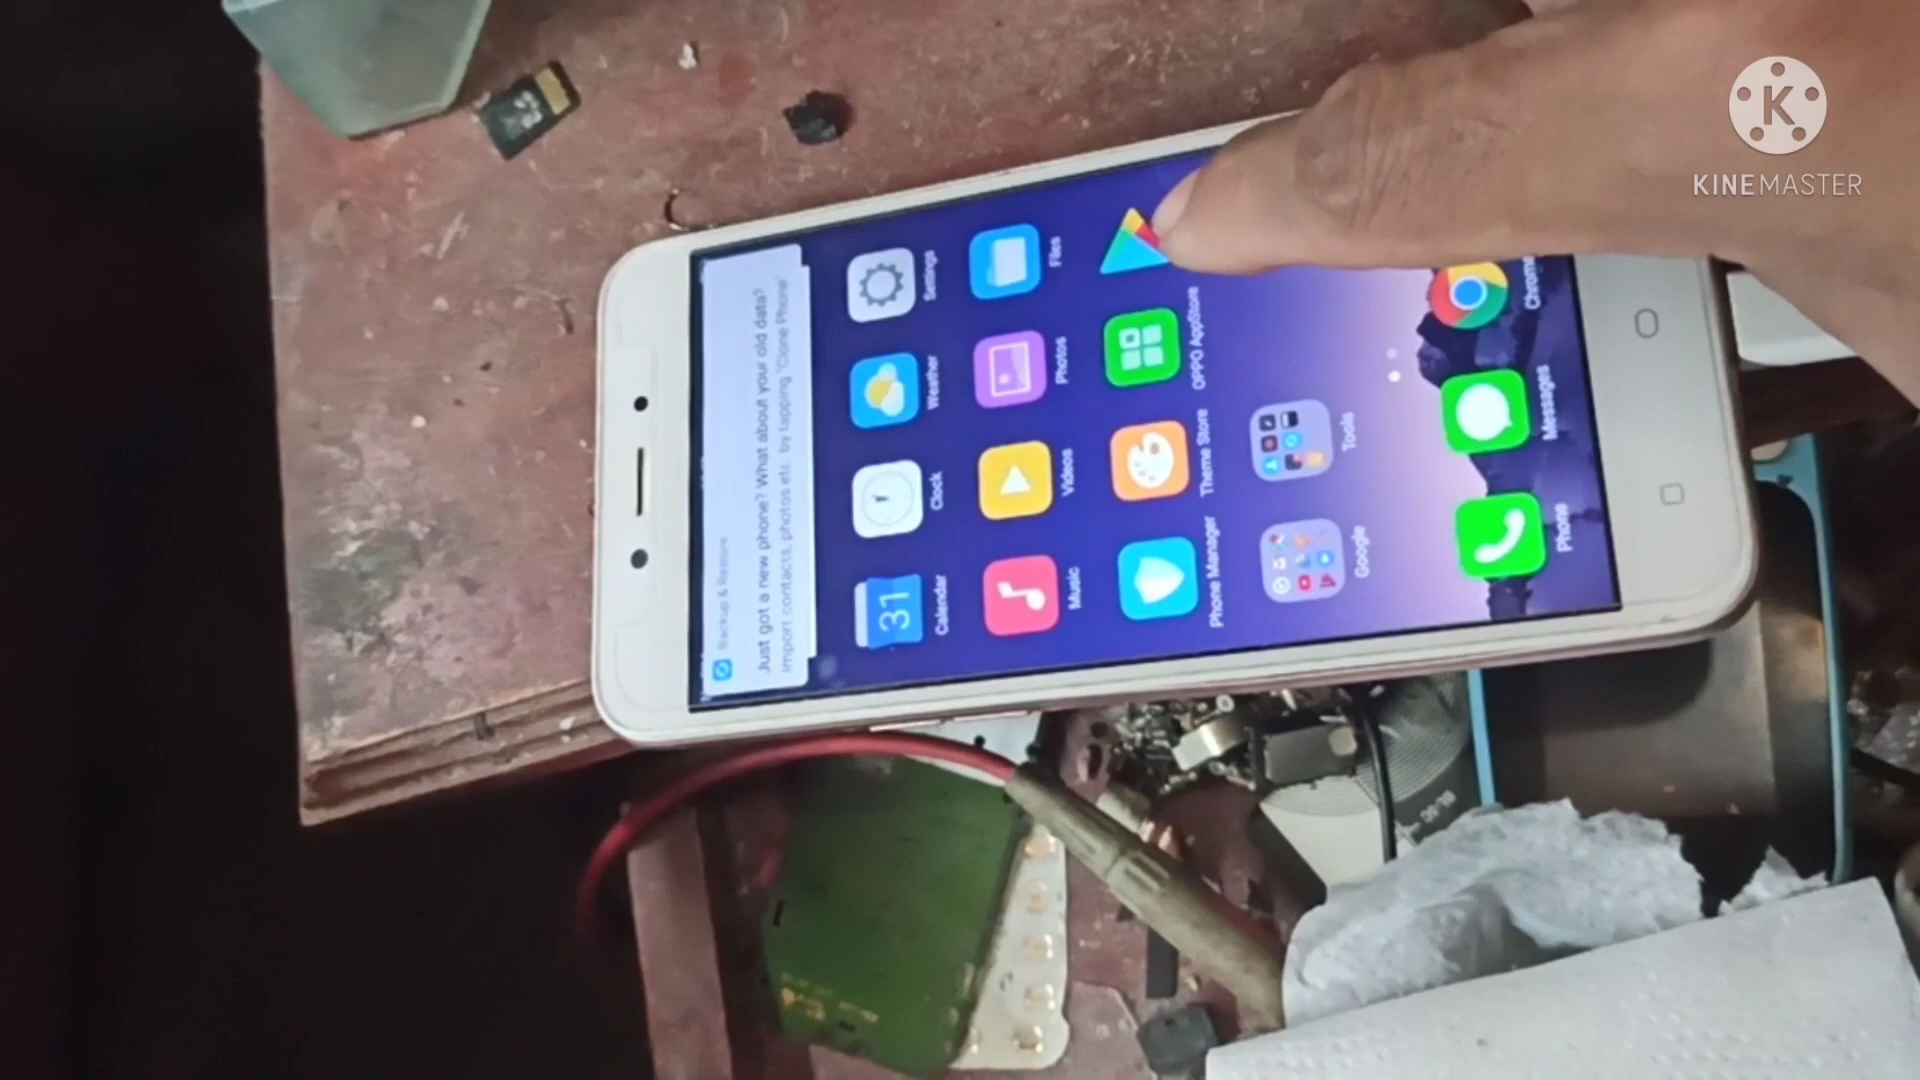 Backup & Restore
Just got a new phone? What about your old data?
Import contacts, photos etc. by tapping "Clone Phone"
31
Calendar
Clock
Weather
Settings
Music
Videos
Photos
Files
Phone Manager
Theme Store
OPPO AppStore
Google
Tools
Phone
Messages
Chrome
K
KINEMASTER